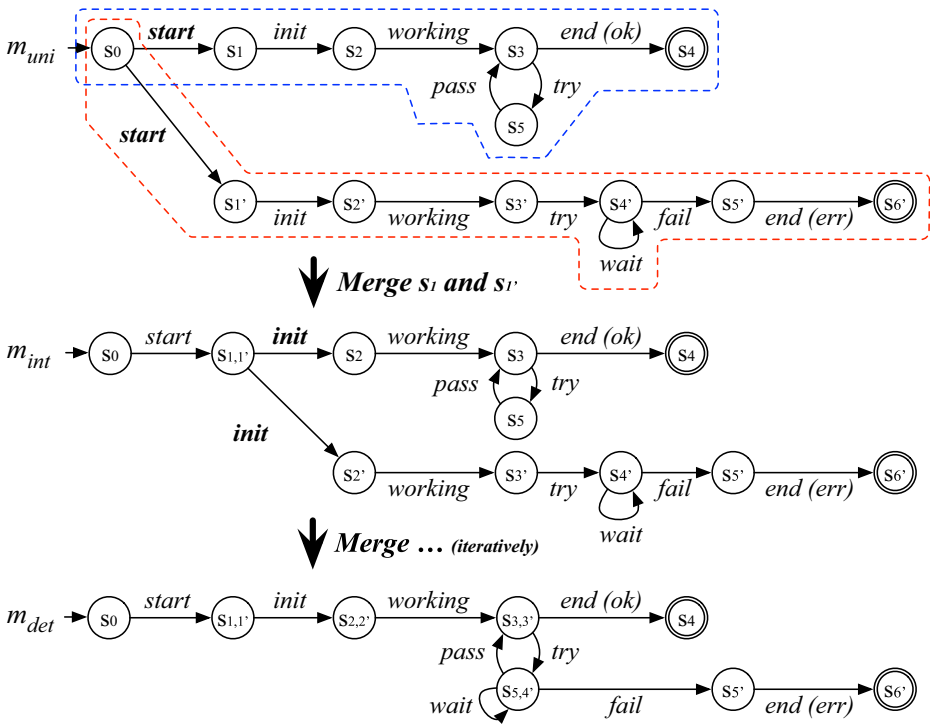 m_uni s0 start s1 init s2 working s3 end (ok) s4
pass try
s5
start
s1' init s2' working s3' try s4' fail s5' end (err) s6'
wait
Merge s1 and s1'
m_int s0 start s1,1' init s2 working s3 end (ok) s4
pass try
s5
init
s2' working s3' try s4' fail s5' end (err) s6'
wait
Merge … (iteratively)
m_det s0 start s1,1' init s2,2' working s3,3' end (ok) s4
pass try
wait s5,4' fail s5' end (err) s6'